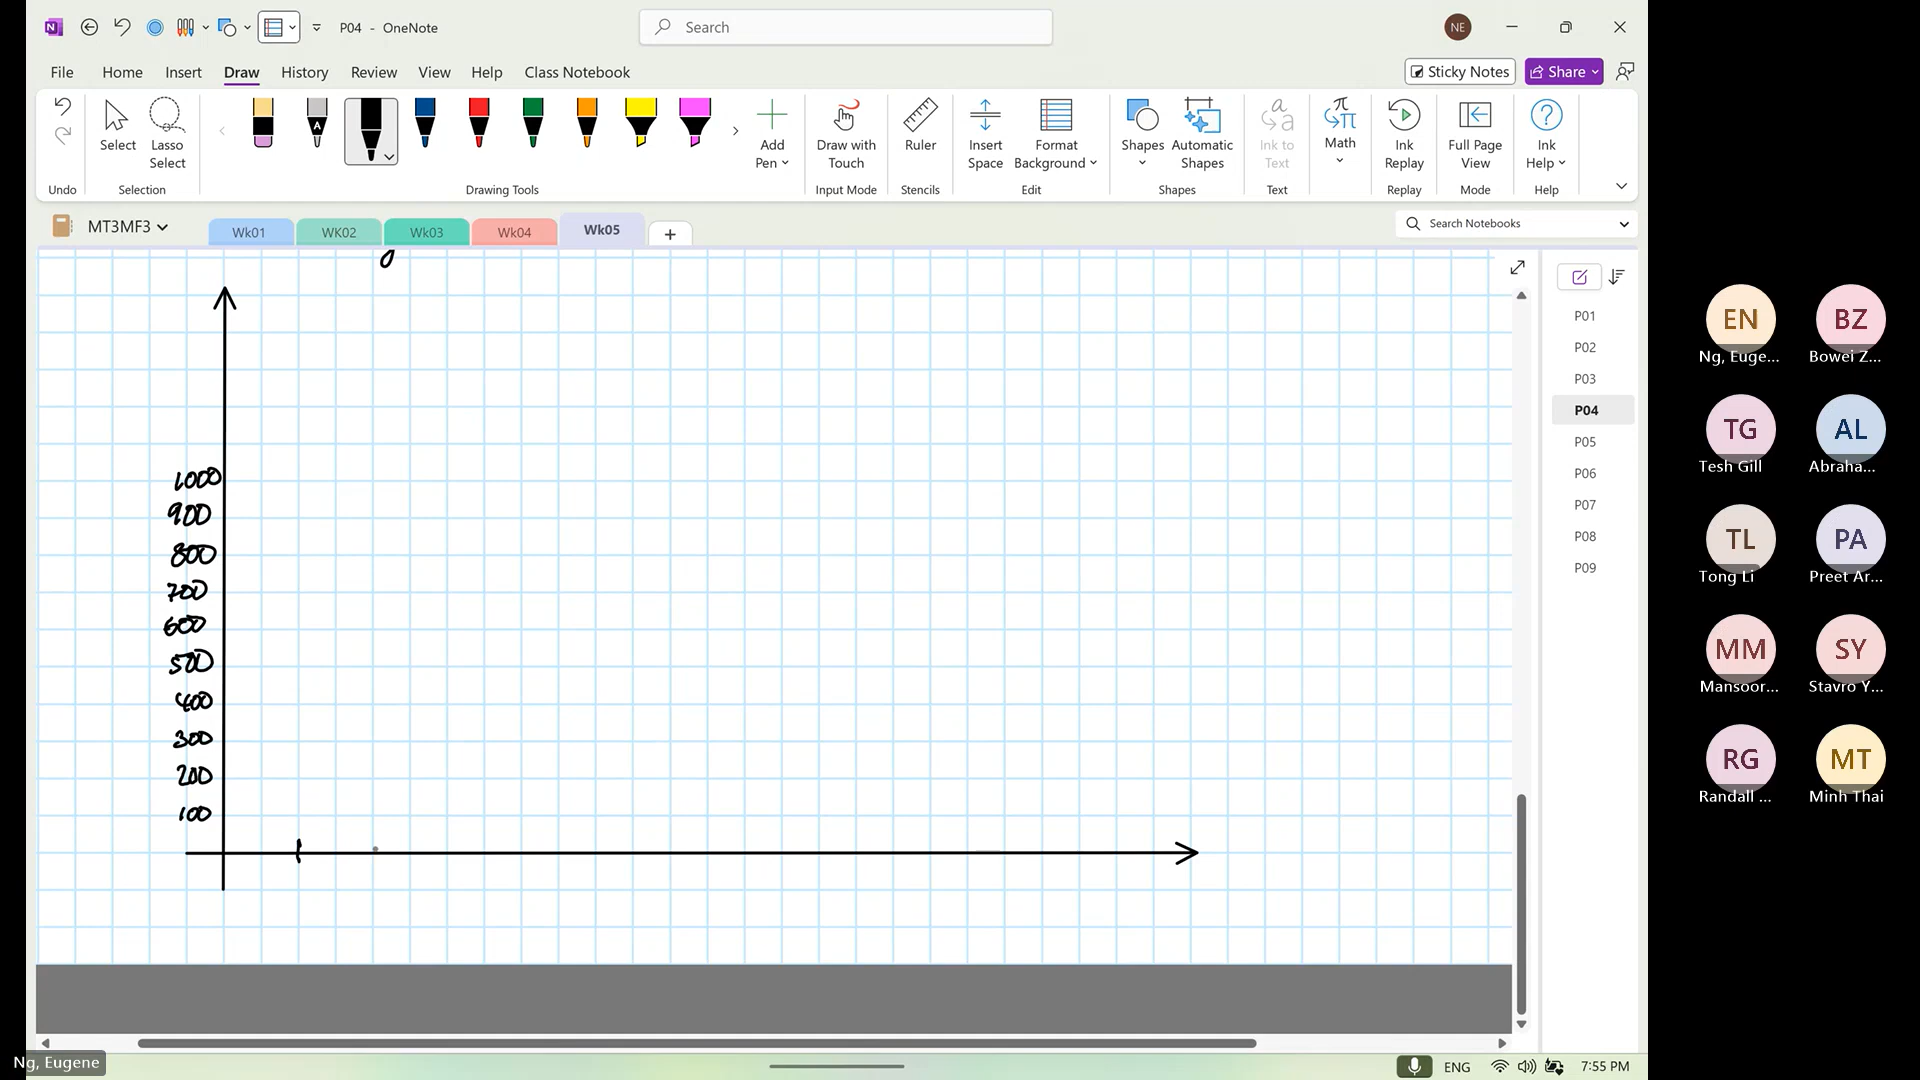 P04 - OneNote
Search
NE
File Home Insert Draw History Review View Help Class Notebook
Sticky Notes
Share
Undo
Select
Lasso Select
Selection
A
Drawing Tools
Add Pen
Draw with Touch
Input Mode
Ruler
Stencils
Insert Space
Format Background
Edit
Shapes
Automatic Shapes
Shapes
Ink to Text
Text
Math
Ink Replay
Replay
Full Page View
Mode
Ink Help
Help
MT3MF3
Wk01 WK02 Wk03 Wk04 Wk05 +
Search Notebooks
1000
900
800
700
600
500
400
300
200
100
P01
P02
P03
P04
P05
P06
P07
P08
P09
EN
Ng, Euge...
BZ
Bowei Z...
TG
Tesh Gill
AL
Abraha...
TL
Tong Li
PA
Preet Ar...
MM
Mansoor...
SY
Stavro Y...
RG
Randall ...
MT
Minh Thai
Ng, Eugene
ENG
7:55 PM